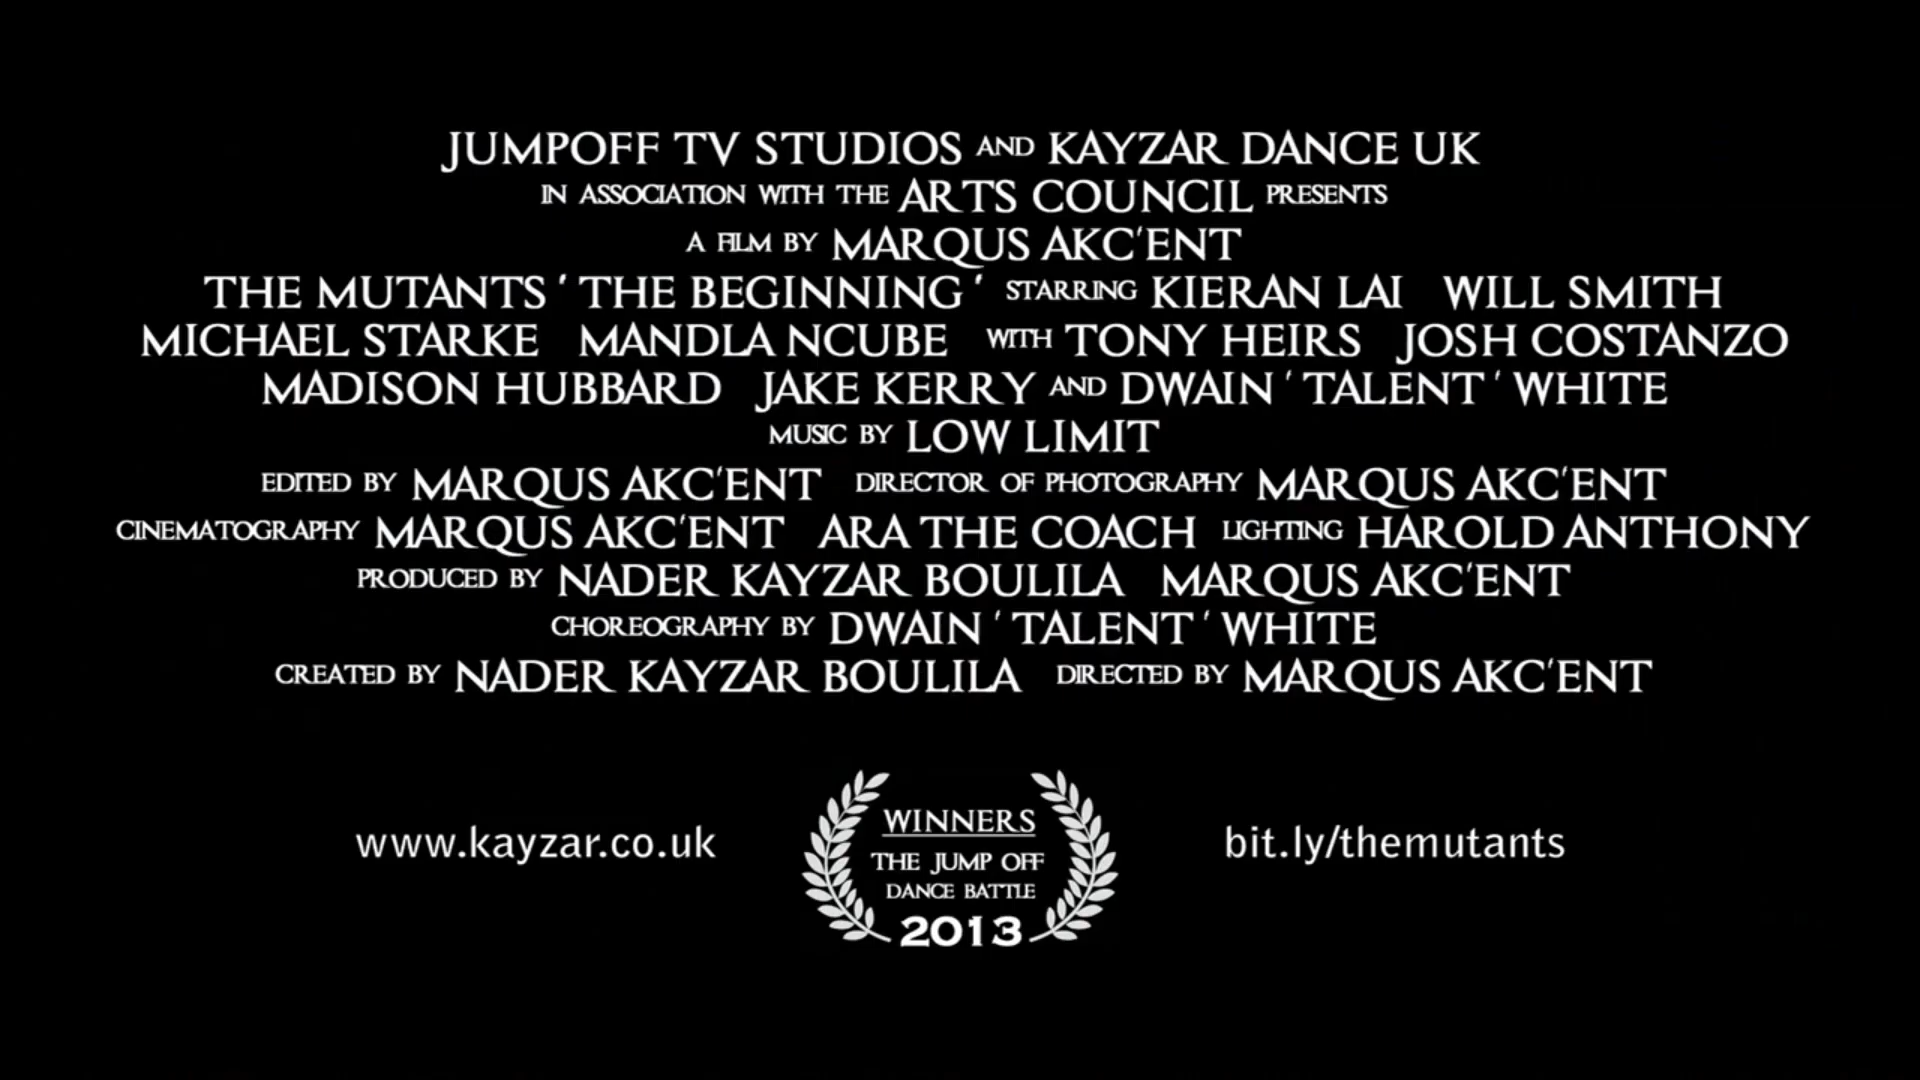 JUMPOFF TV STUDIOS AND KAYZAR DANCE UK
IN ASSOCIATION WITH THE ARTS COUNCIL PRESENTS
A FILM BY MARQUS AKC'ENT
THE MUTANTS 'THE BEGINNING' STARRING KIERAN LAI WILL SMITH
MICHAEL STARKE MANDLA NCUBE WITH TONY HEIRS JOSH COSTANZO
MADISON HUBBARD JAKE KERRY AND DWAIN 'TALENT' WHITE
MUSIC BY LOW LIMIT
EDITED BY MARQUS AKC'ENT DIRECTOR OF PHOTOGRAPHY MARQUS AKC'ENT
CINEMATOGRAPHY MARQUS AKC'ENT ARA THE COACH LIGHTING HAROLD ANTHONY
PRODUCED BY NADER KAYZAR BOULILA MARQUS AKC'ENT
CHOREOGRAPHY BY DWAIN 'TALENT' WHITE
CREATED BY NADER KAYZAR BOULILA DIRECTED BY MARQUS AKC'ENT
www.kayzar.co.uk
WINNERS
THE JUMP OFF
DANCE BATTLE
2013
bit.ly/themutants